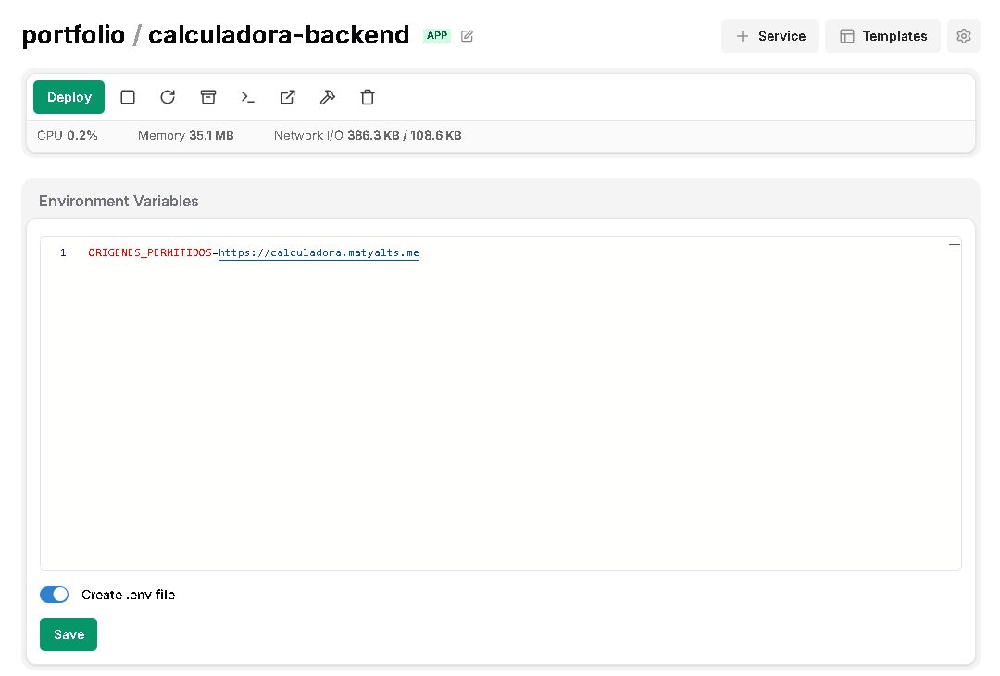 portfolio / calculadora-backend APP
Service
Templates
Deploy
CPU 0.2% Memory 35.1 MB Network I/O 386.3 KB / 108.6 KB
Environment Variables
1 ORIGENES_PERMITIDOS=https://calculadora.matyalts.me
Create .env file
Save